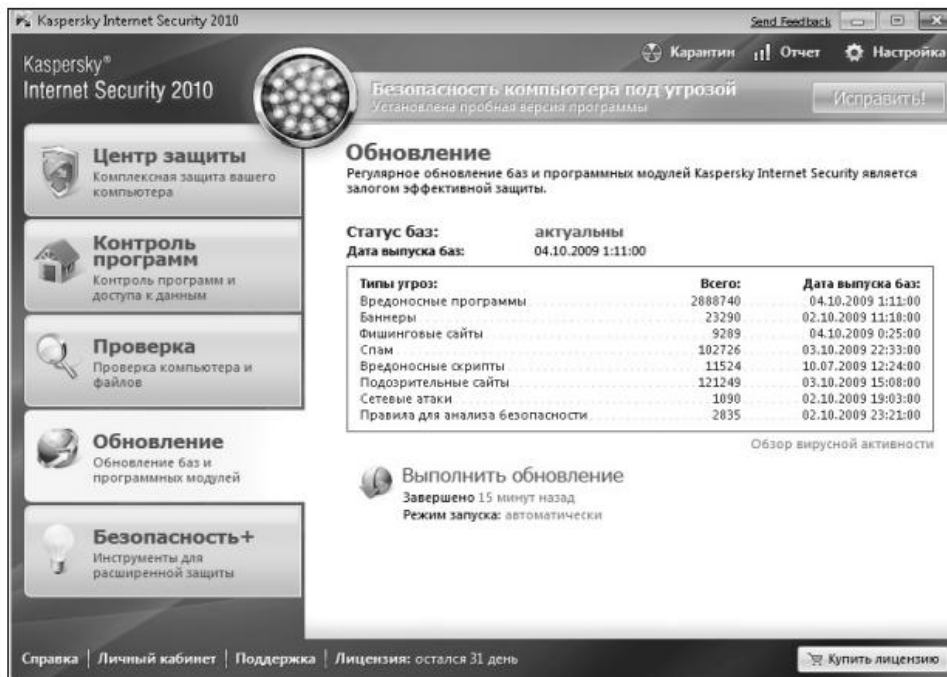 Kaspersky Internet Security 2010
Send Feedback
Kaspersky®
Internet Security 2010
Карантин
Отчет
Настройка
Безопасность компьютера под угрозой
Установлена пробная версия программы
Исправить!
Центр защиты
Комплексная защита вашего
компьютера
Контроль
программ
Контроль программ и
доступа к данным
Проверка
Проверка компьютера и
файлов
Обновление
Обновление баз и
программных модулей
Безопасность+
Инструменты для
расширенной защиты
Обновление
Регулярное обновление баз и программных модулей Kaspersky Internet Security является
залогом эффективной защиты.
Статус баз: актуальны
Дата выпуска баз: 04.10.2009 1:11:00
Типы угроз: Всего: Дата выпуска баз:
Вредоносные программы 2888740 04.10.2009 1:11:00
Баннеры 23290 02.10.2009 11:18:00
Фишинговые сайты 9289 04.10.2009 0:25:00
Спам 102726 03.10.2009 22:33:00
Вредоносные скрипты 11524 10.07.2009 12:24:00
Подозрительные сайты 121249 03.10.2009 15:08:00
Сетевые атаки 1090 02.10.2009 19:03:00
Правила для анализа безопасности 2835 02.10.2009 23:21:00
Обзор вирусной активности
Выполнить обновление
Завершено 15 минут назад
Режим запуска: автоматически
Справка | Личный кабинет | Поддержка | Лицензия: остался 31 день
Купить лицензию